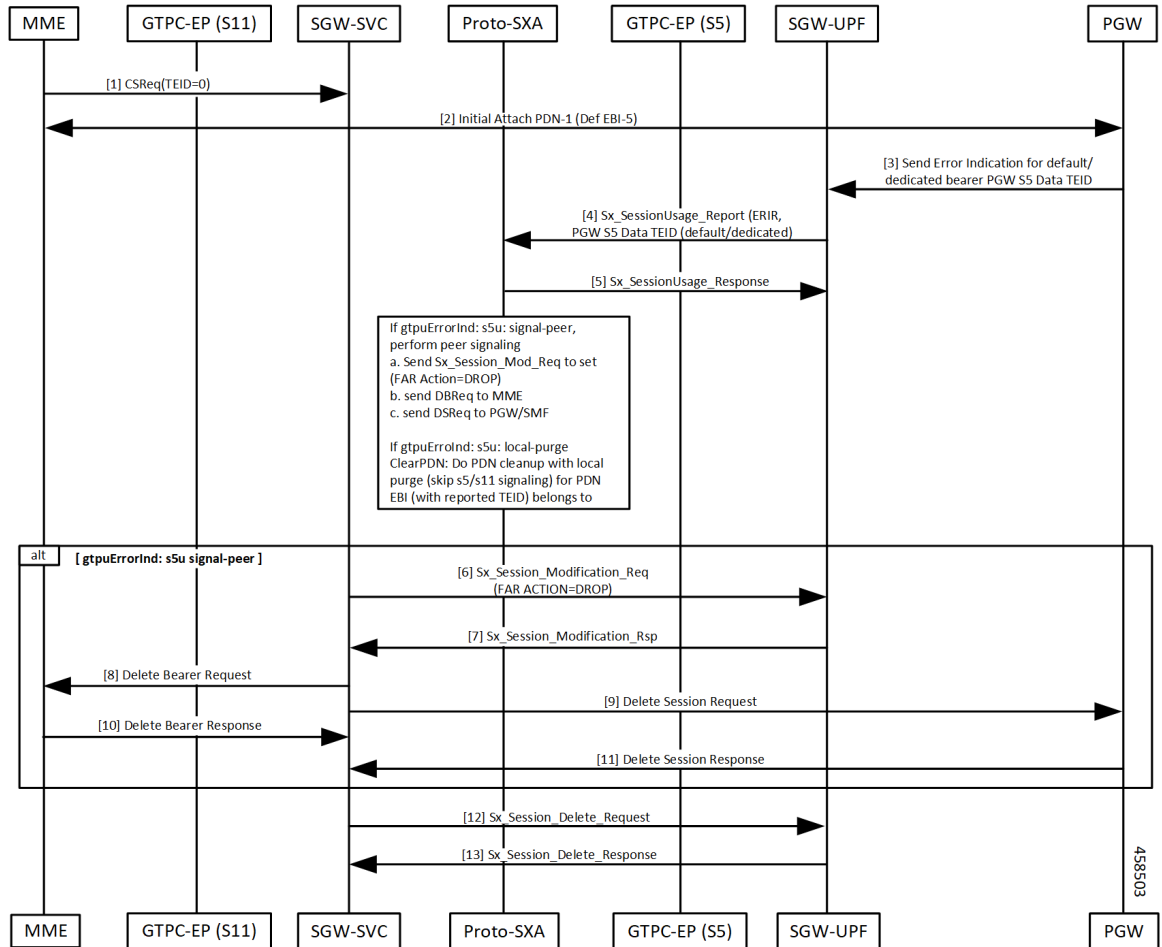 MME
GTPC-EP (S11)
SGW-SVC
Proto-SXA
GTPC-EP (S5)
SGW-UPF
PGW
[1] CSReq(TEID=0)
[2] Initial Attach PDN-1 (Def EBI-5)
[3] Send Error Indication for default/
dedicated bearer PGW S5 Data TEID
[4] Sx_SessionUsage_Report (ERIR,
PGW S5 Data TEID (default/dedicated)
[5] Sx_SessionUsage_Response
If gtpuErrorInd: s5u: signal-peer,
perform peer signaling
a. Send Sx_Session_Mod_Req to set
(FAR Action=DROP)
b. send DBReq to MME
c. send DSReq to PGW/SMF
If gtpuErroInd: s5u: local-purge
ClearPDN: Do PDN cleanup with local
purge (skip s5/s11 signaling) for PDN
EBI (with reported TEID) belongs to
alt
[ gtpuErrorInd: s5u signal-peer ]
[6] Sx_Session_Modification_Req
(FAR ACTION=DROP)
[7] Sx_Session_Modification_Rsp
[8] Delete Bearer Request
[9] Delete Session Request
[10] Delete Bearer Response
[11] Delete Session Response
[12] Sx_Session_Delete_Request
[13] Sx_Session_Delete_Response
458503
MME
GTPC-EP (S11)
SGW-SVC
Proto-SXA
GTPC-EP (S5)
SGW-UPF
PGW